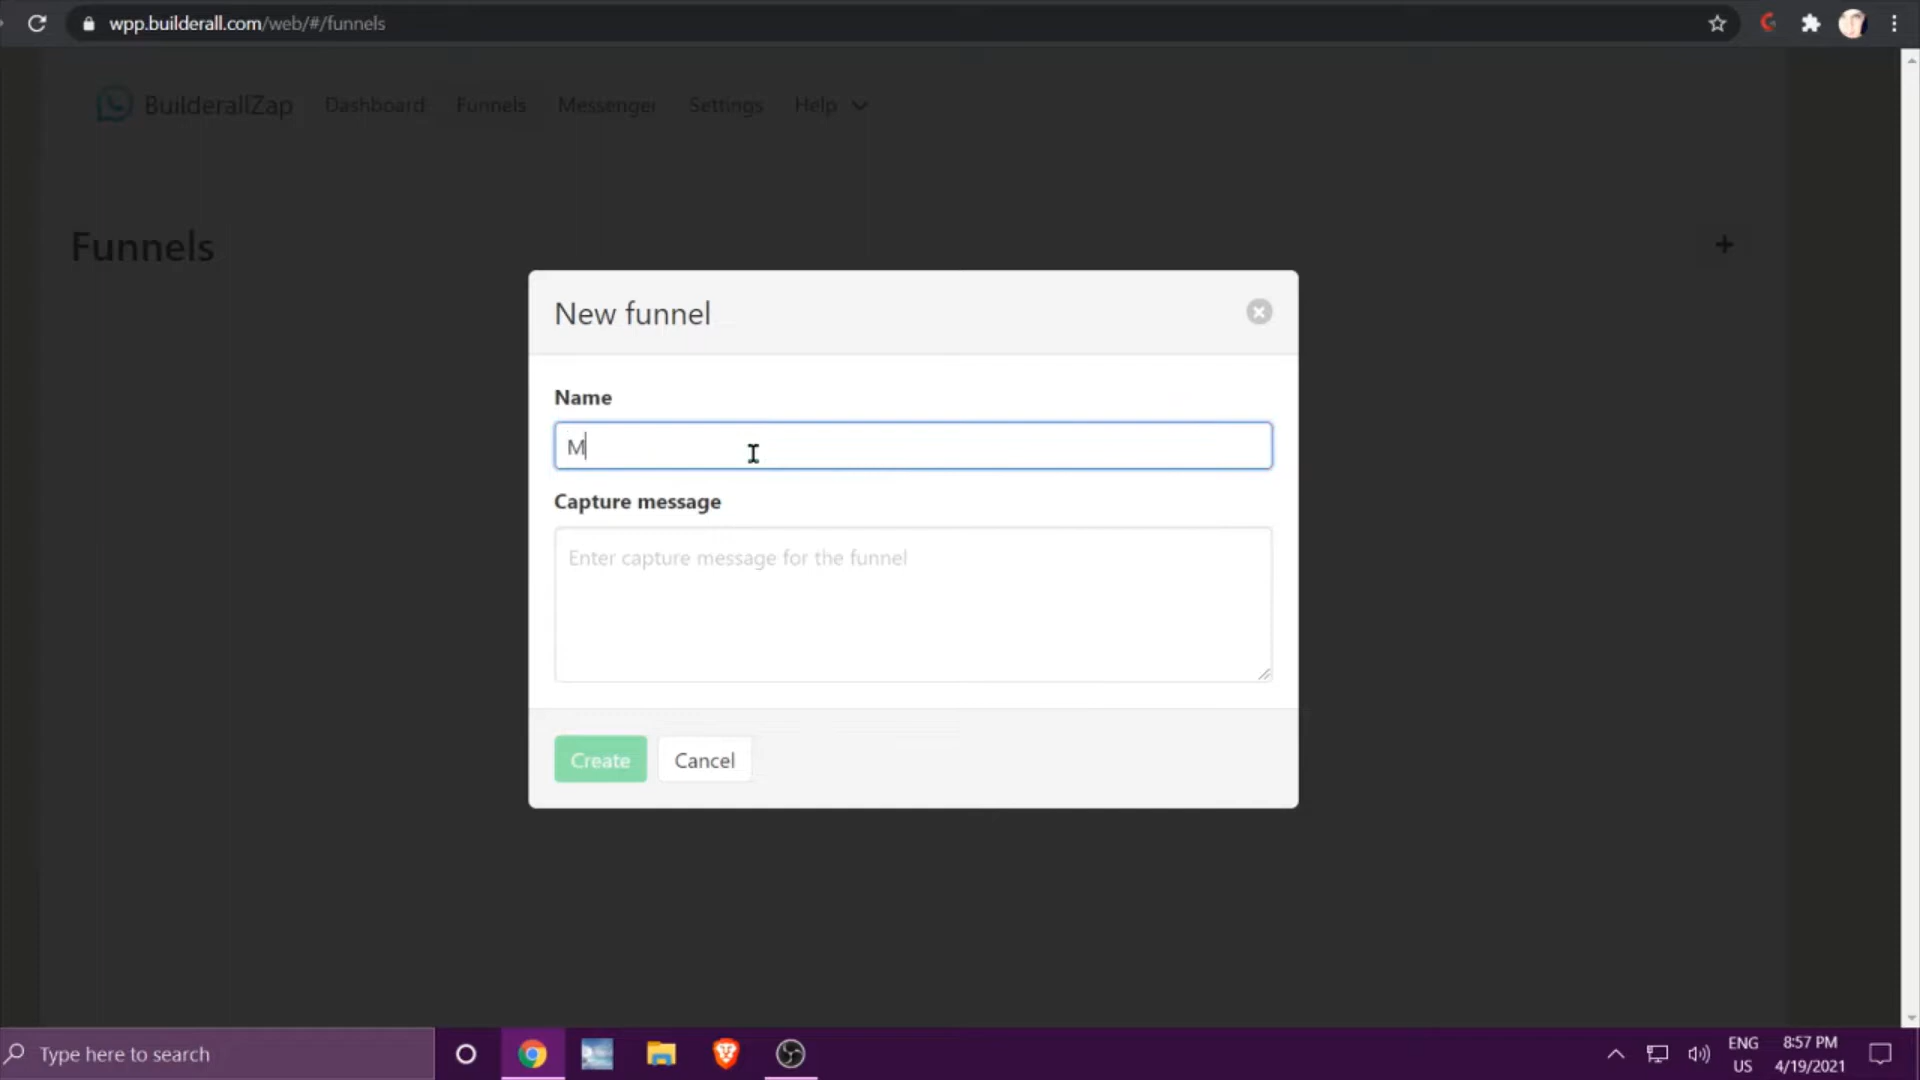 wpp.builderall.com/web/#/funnels
BuilderallZap Dashboard Funnels Messenger Settings Help
Funnels
+
New funnel
Name
M
Capture message
Enter capture message for the funnel
Create Cancel
Type here to search
ENG 8:57 PM
US 4/19/2021